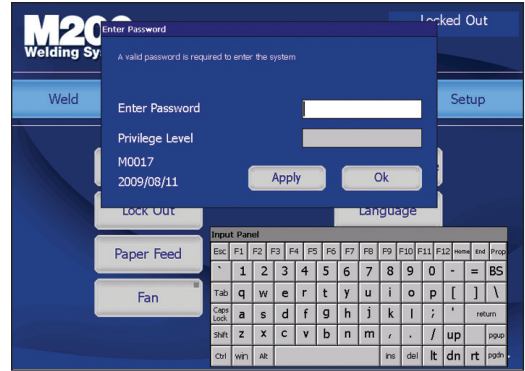 M20
Welding Sy
Locked Out
Enter Password
A valid password is required to enter the system
Enter Password
Privilege Level
M0017
2009/08/11
Apply Ok
Weld Setup
Lock Out Language
Paper Feed
Fan
Input Panel
Esc F1 F2 F3 F4 F5 F6 F7 F8 F9 F10 F11 F12 Home End Prop
` 1 2 3 4 5 6 7 8 9 0 - = BS
Tab q w e r t y u i o p [ ] \
Caps Lock a s d f g h j k l ; ' return
Shift z x c v b n m , . / up pgup
Ctrl win Alt ins del lt dn rt pgdn